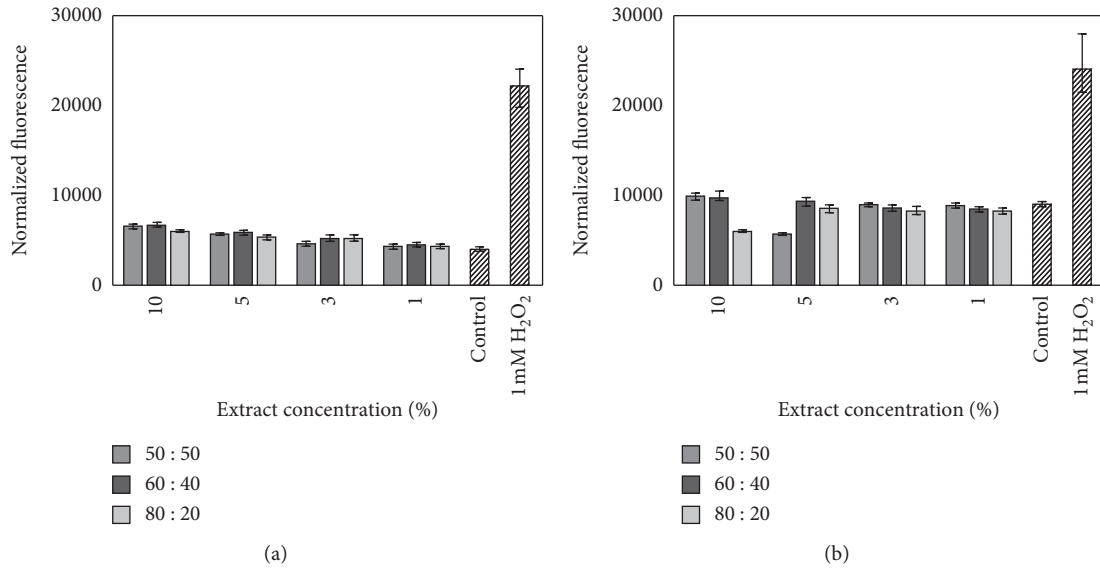 30000
20000
10000
0
Normalized fluorescence
10
5
3
1
Control
1 mM H₂O₂
Extract concentration (%)
50 : 50
60 : 40
80 : 20
(a)
30000
20000
10000
0
Normalized fluorescence
10
5
3
1
Control
1 mM H₂O₂
Extract concentration (%)
50 : 50
60 : 40
80 : 20
(b)